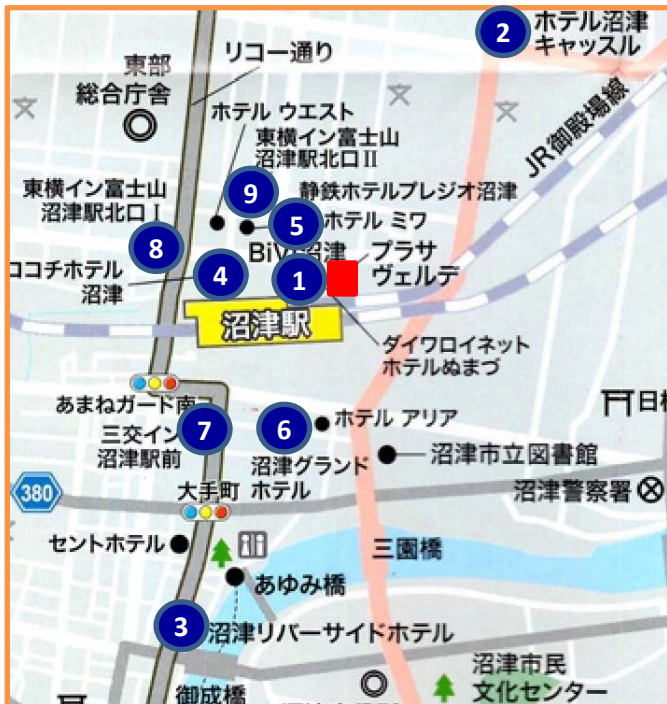 2
ホテル沼津
キャッスル
リコー通り
東部
総合庁舎
ホテル ウエスト
東横イン富士山
沼津駅北口Ⅱ
JR御殿場線
9
静鉄ホテルプレジオ沼津
東横イン富士山
沼津駅北口Ⅰ
5
ホテル ミワ
8
BiVi沼津
プラサ
ヴェルデ
ココチホテル
沼津
4
1
沼津駅
ダイワロイネット
ホテルぬまづ
あまねガード南
7
6
ホテル アリア
三交イン
沼津駅前
沼津グランド
ホテル
沼津市立図書館
380
大手町
沼津警察署
セントホテル
三園橋
あゆみ橋
3
沼津リバーサイドホテル
御成橋
沼津市民
文化センター